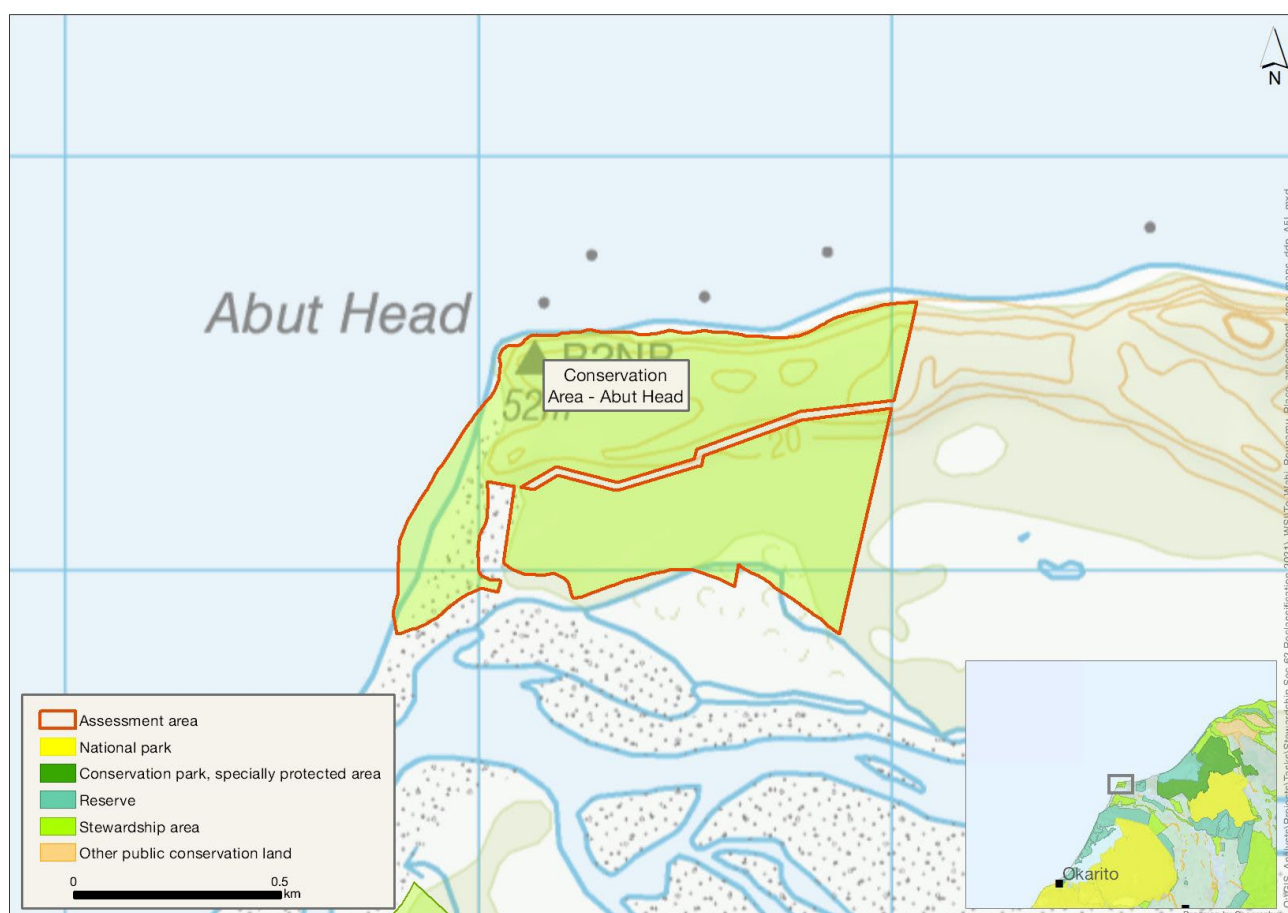 N
Abut Head
B2NP
52m
Conservation
Area - Abut Head
20
Assessment area
National park
Conservation park, specially protected area
Reserve
Stewardship area
Other public conservation land
0
0.5
km
Okarito